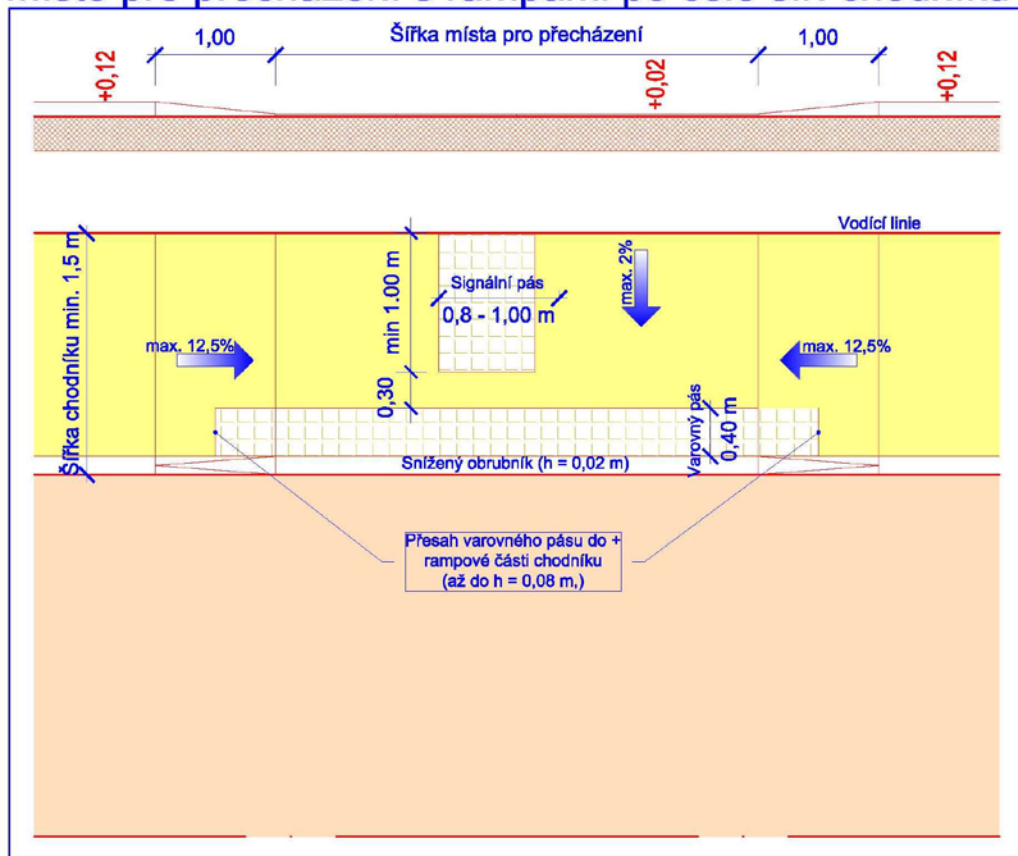 1,00
Šířka místa pro přecházení
1,00
+0,12
+0,02
+0,12
Vodící linie
Šířka chodníku min. 1,5 m
min 1.00 m
Signální pás
0,8 - 1,00 m
max. 2%
max. 12,5%
max. 12,5%
0,30
Varovný pás
0,40 m
Snížený obrubník (h = 0,02 m)
Přesah varovného pásu do +
rampové části chodníku
(až do h = 0,08 m,)